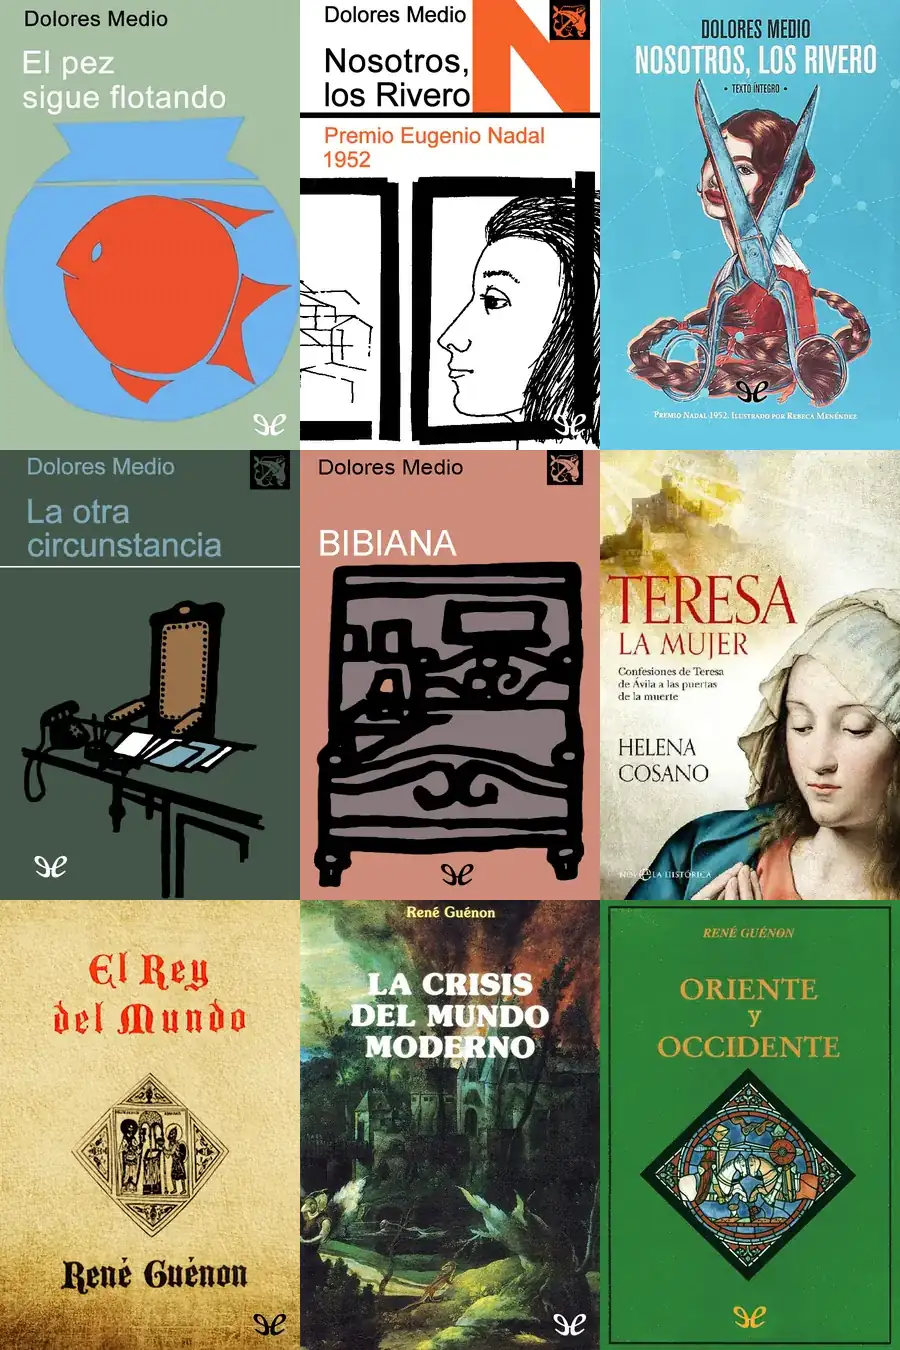 Dolores Medio
El pez
sigue flotando
Dolores Medio
Nosotros,
los Rivero
N
Premio Eugenio Nadal
1952
DOLORES MEDIO
NOSOTROS, LOS RIVERO
• TEXTO ÍNTEGRO •
PREMIO NADAL 1952. ILUSTRADO POR REBECA MENÉNDEZ
Dolores Medio
La otra
circunstancia
Dolores Medio
BIBIANA
TERESA
LA MUJER
Confesiones de Teresa
de Ávila a las puertas
de la muerte
HELENA
COSANO
NOVELA HISTÓRICA
El Rey
del Mundo
René Guénon
René Guénon
LA CRISIS
DEL MUNDO
MODERNO
RENÉ GUÉNON
ORIENTE
y
OCCIDENTE